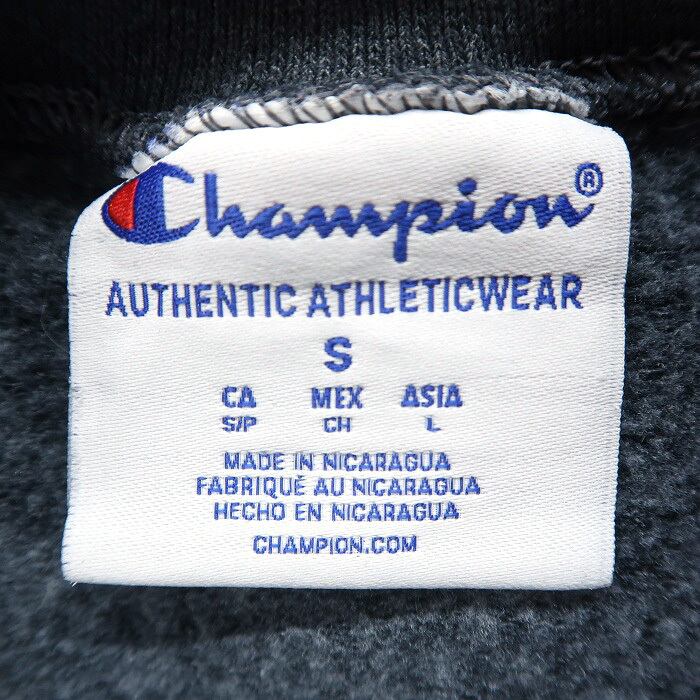 Champion®
AUTHENTIC ATHLETICWEAR
S
CA MEX ASIA
S/P CH L
MADE IN NICARAGUA
FABRIQUÉ AU NICARAGUA
HECHO EN NICARAGUA
CHAMPION.COM